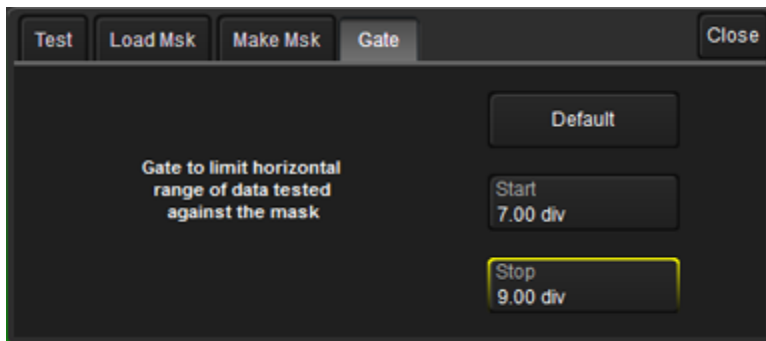 Test
Load Msk
Make Msk
Gate
Close
Default
Gate to limit horizontal
range of data tested
against the mask
Start
7.00 div
Stop
9.00 div